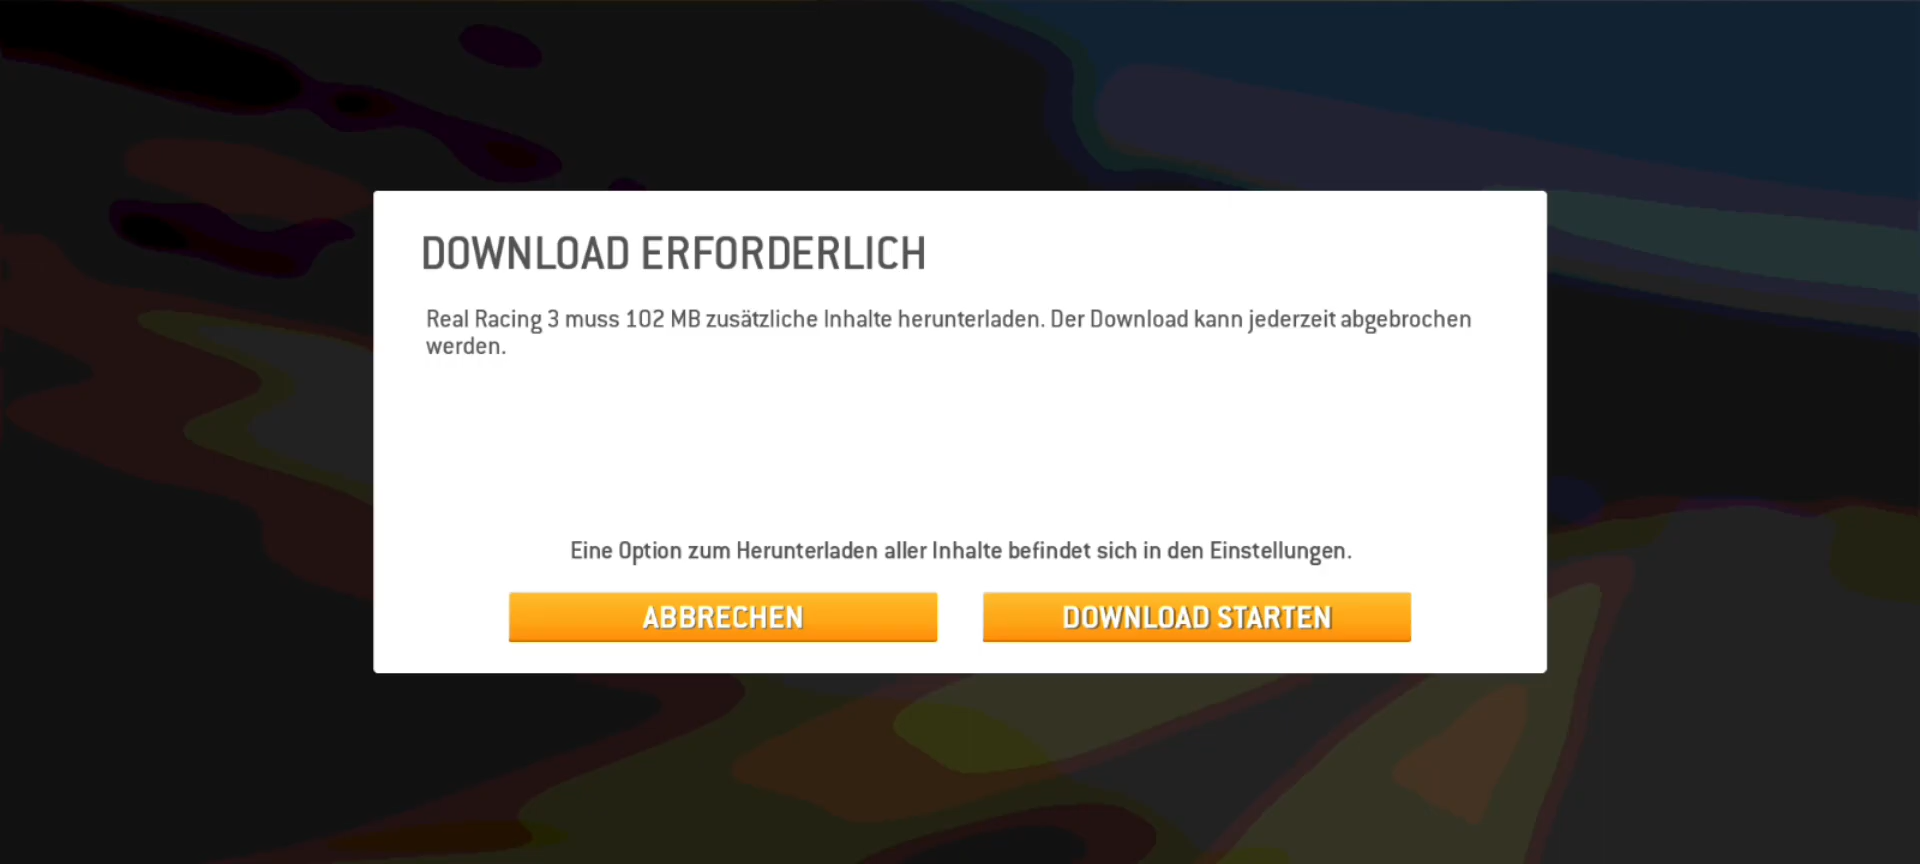 DOWNLOAD ERFORDERLICH
Real Racing 3 muss 102 MB zusätzliche Inhalte herunterladen. Der Download kann jederzeit abgebrochen
werden.
Eine Option zum Herunterladen aller Inhalte befindet sich in den Einstellungen.
ABBRECHEN
DOWNLOAD STARTEN